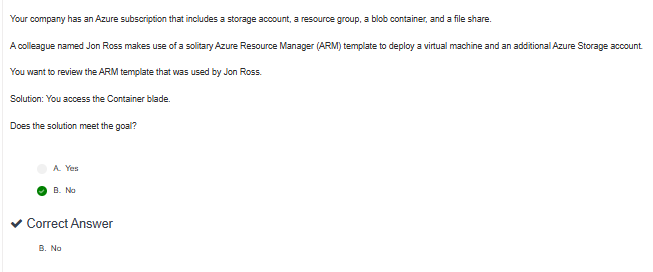 Your company has an Azure subscription that includes a storage account, a resource group, a blob container, and a file share.
A colleague named Jon Ross makes use of a solitary Azure Resource Manager (ARM) template to deploy a virtual machine and an additional Azure Storage account.
You want to review the ARM template that was used by Jon Ross.
Solution: You access the Container blade.
Does the solution meet the goal?
A. Yes
B. No
Correct Answer
B. No